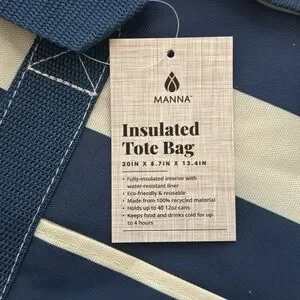 MANNA™
Insulated
Tote Bag
20IN X 6.7IN X 13.4IN
• Fully-insulated interior with
water-resistant liner
• Eco-friendly & reusable
• Made from 100% recycled material
• Holds up to 40 12oz cans
• Keeps food and drinks cold for up
to 4 hours